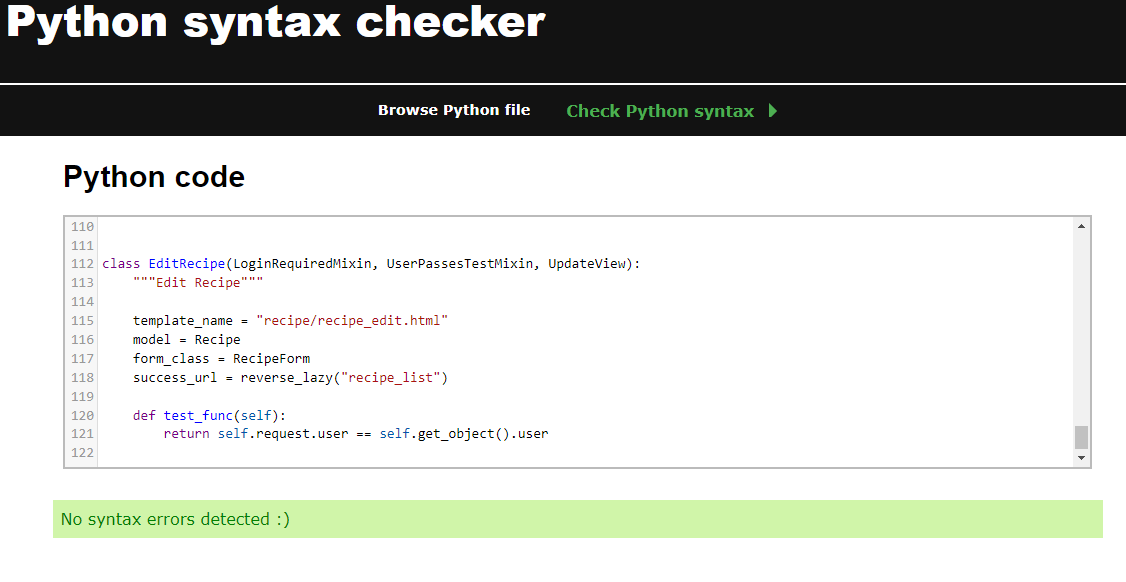 Python syntax checker
Browse Python file Check Python syntax
Python code
110
111
112 class EditRecipe(LoginRequiredMixin, UserPassesTestMixin, UpdateView):
113     """Edit Recipe"""
114
115     template_name = "recipe/recipe_edit.html"
116     model = Recipe
117     form_class = RecipeForm
118     success_url = reverse_lazy("recipe_list")
119
120     def test_func(self):
121         return self.request.user == self.get_object().user
122
No syntax errors detected :)